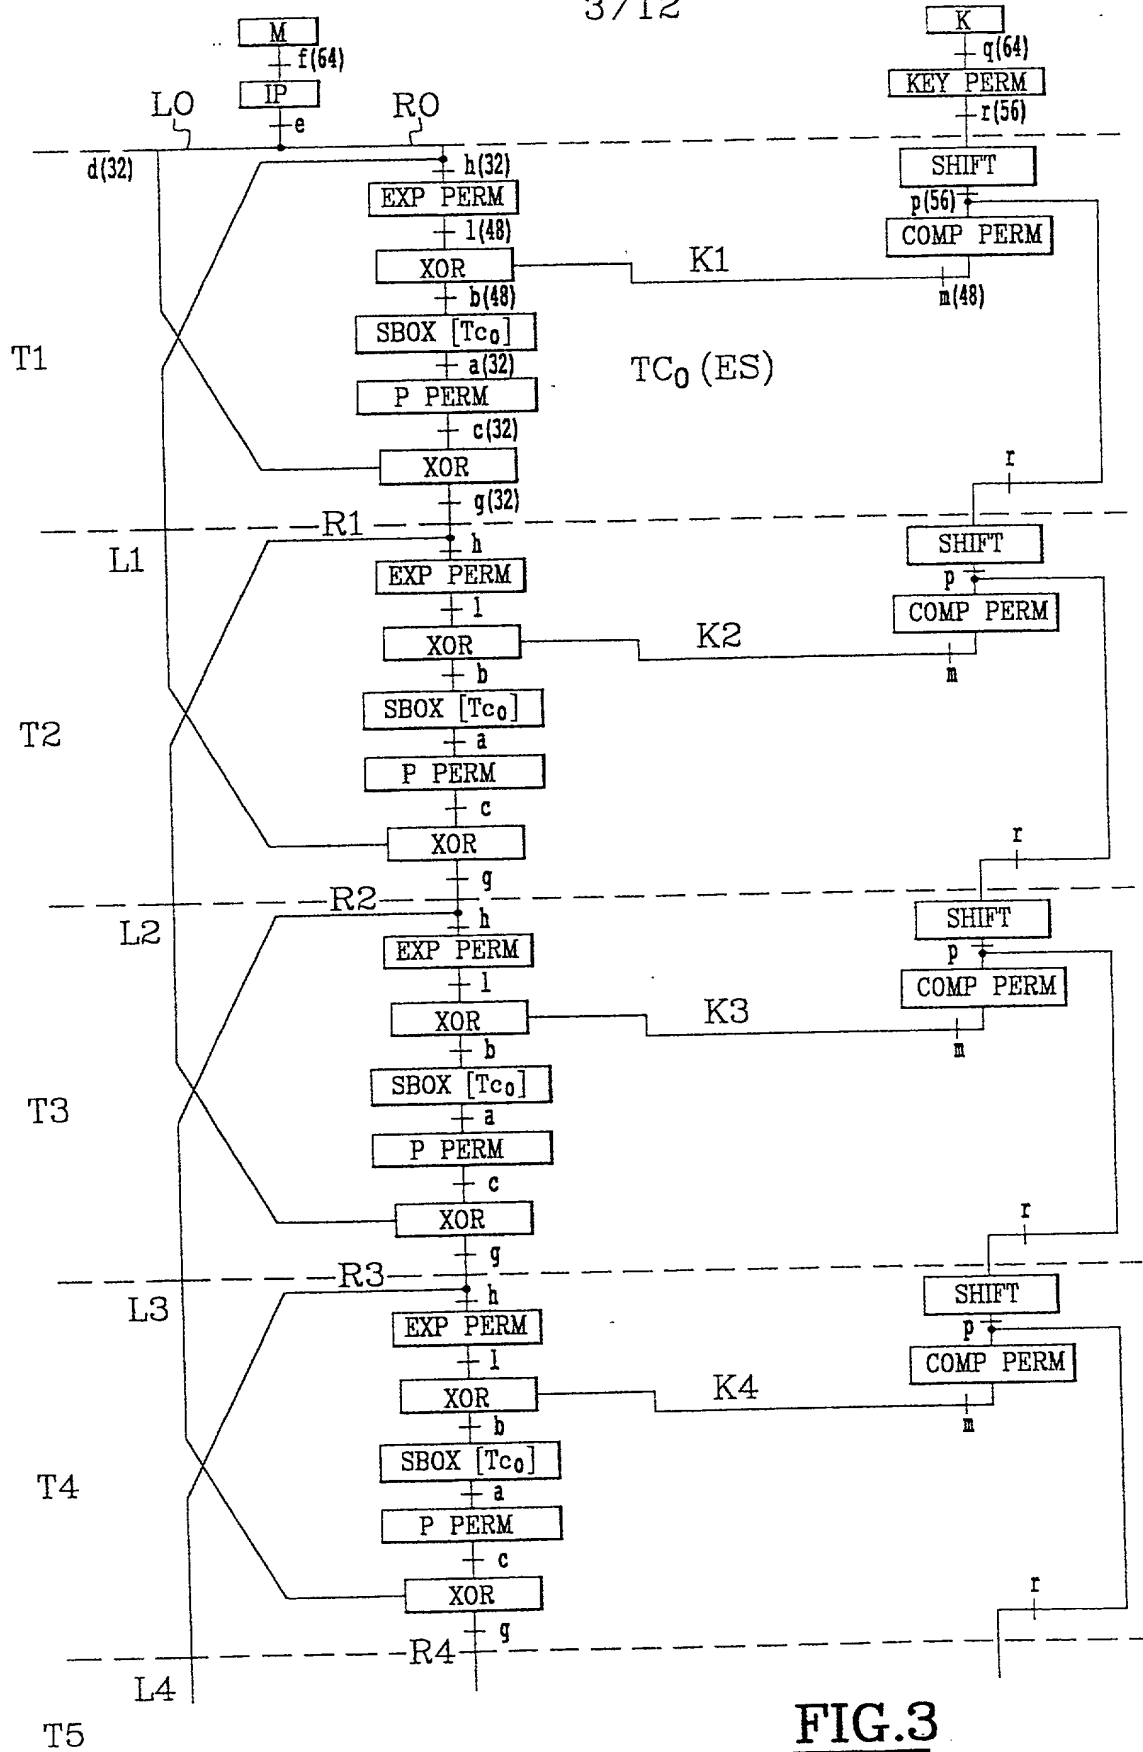 3/12
M
K
f(64)
q(64)
IP
KEY PERM
e
r(56)
L0
R0
d(32)
h(32)
SHIFT
EXP PERM
p(56)
l(48)
COMP PERM
XOR
K1
b(48)
m(48)
SBOX [Tc0]
T1
a(32)
TC0 (ES)
P PERM
c(32)
XOR
r
g(32)
R1
L1
h
SHIFT
EXP PERM
p
l
COMP PERM
XOR
K2
b
m
SBOX [Tc0]
T2
a
P PERM
c
XOR
r
g
R2
L2
h
SHIFT
EXP PERM
p
l
COMP PERM
XOR
K3
b
m
SBOX [Tc0]
T3
a
P PERM
c
XOR
r
g
R3
L3
h
SHIFT
EXP PERM
p
l
COMP PERM
XOR
K4
b
m
SBOX [Tc0]
T4
a
P PERM
c
XOR
r
g
R4
L4
T5
FIG.3